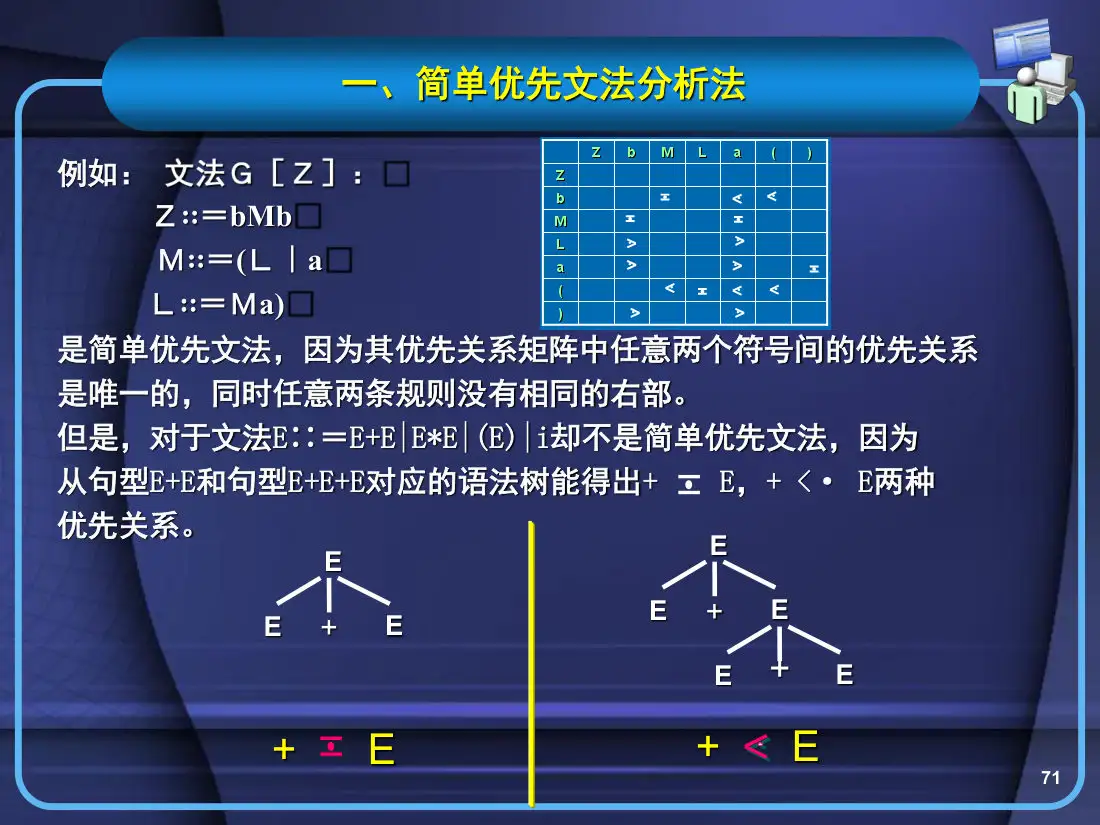 一、简单优先文法分析法
例如： 文法Ｇ［Ｚ］：
Ｚ∷＝bMb
Ｍ∷＝(Ｌ｜a
Ｌ∷＝Ｍa)
Z b M L a ( )
Z
b ≖ ⋖ ⋖
M ≖ ≖
L ⋗ ⋗
a ⋗ ⋗ ≖
( ⋖ ≖ ⋖ ⋖
) ⋗ ⋗
是简单优先文法，因为其优先关系矩阵中任意两个符号间的优先关系
是唯一的，同时任意两条规则没有相同的右部。
但是，对于文法E∷＝E+E|E*E|(E)|i却不是简单优先文法，因为
从句型E+E和句型E+E+E对应的语法树能得出+ ≖ E，+ <• E两种
优先关系。
E
E + E
E
E + E
E + E
+ ≖ E
+ ⋖ E
71